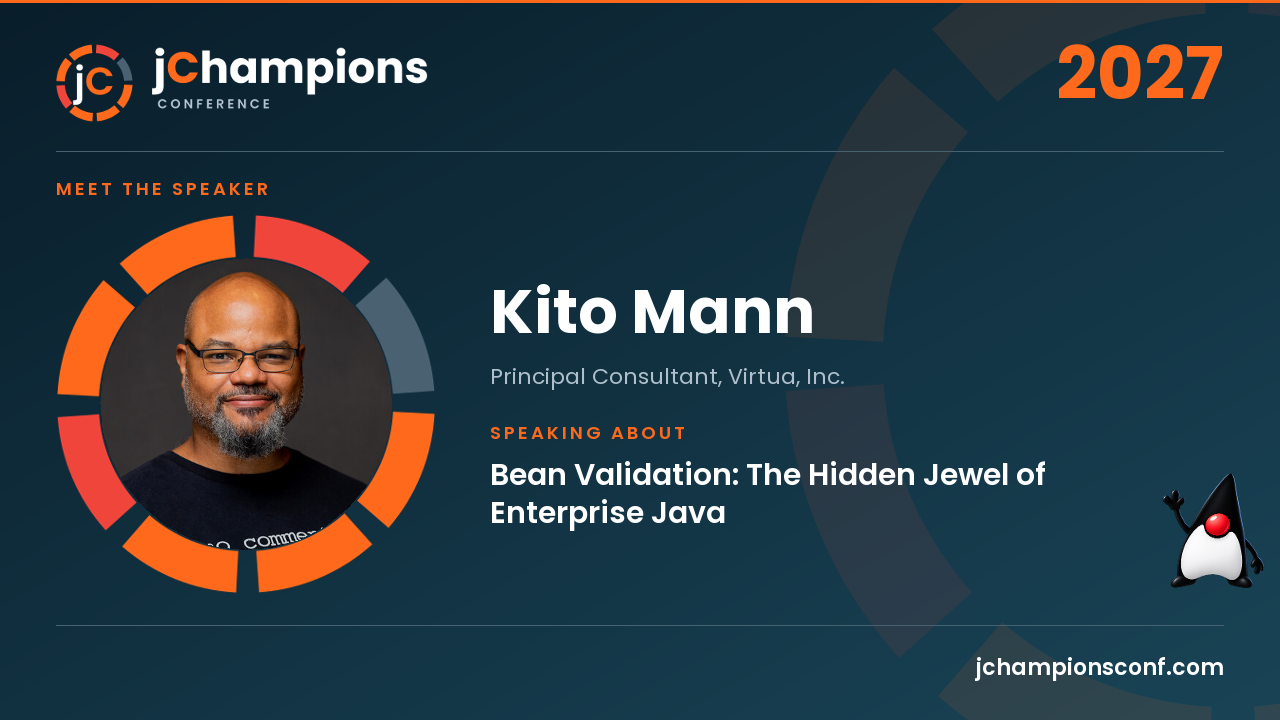 jC jChampions
CONFERENCE
2027
MEET THE SPEAKER
Kito Mann
Principal Consultant, Virtua, Inc.
SPEAKING ABOUT
Bean Validation: The Hidden Jewel of
Enterprise Java
jchampionsconf.com